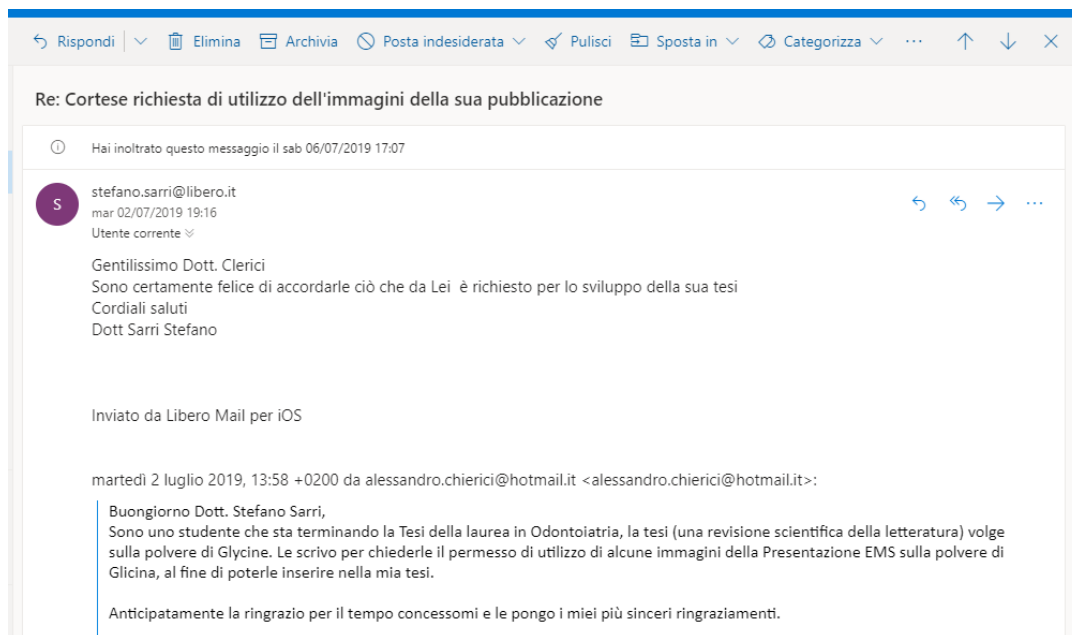 Rispondi Elimina Archivia Posta indesiderata Pulisci Sposta in Categorizza ...
Re: Cortese richiesta di utilizzo dell'immagini della sua pubblicazione
Hai inoltrato questo messaggio il sab 06/07/2019 17:07
S
stefano.sarri@libero.it
mar 02/07/2019 19:16
Utente corrente
Gentilissimo Dott. Clerici
Sono certamente felice di accordarle ciò che da Lei  è richiesto per lo sviluppo della sua tesi
Cordiali saluti
Dott Sarri Stefano
Inviato da Libero Mail per iOS
martedì 2 luglio 2019, 13:58 +0200 da alessandro.chierici@hotmail.it <alessandro.chierici@hotmail.it>:
Buongiorno Dott. Stefano Sarri,
Sono uno studente che sta terminando la Tesi della laurea in Odontoiatria, la tesi (una revisione scientifica della letteratura) volge
sulla polvere di Glycine. Le scrivo per chiederle il permesso di utilizzo di alcune immagini della Presentazione EMS sulla polvere di
Glicina, al fine di poterle inserire nella mia tesi.
Anticipatamente la ringrazio per il tempo concessomi e le pongo i miei più sinceri ringraziamenti.